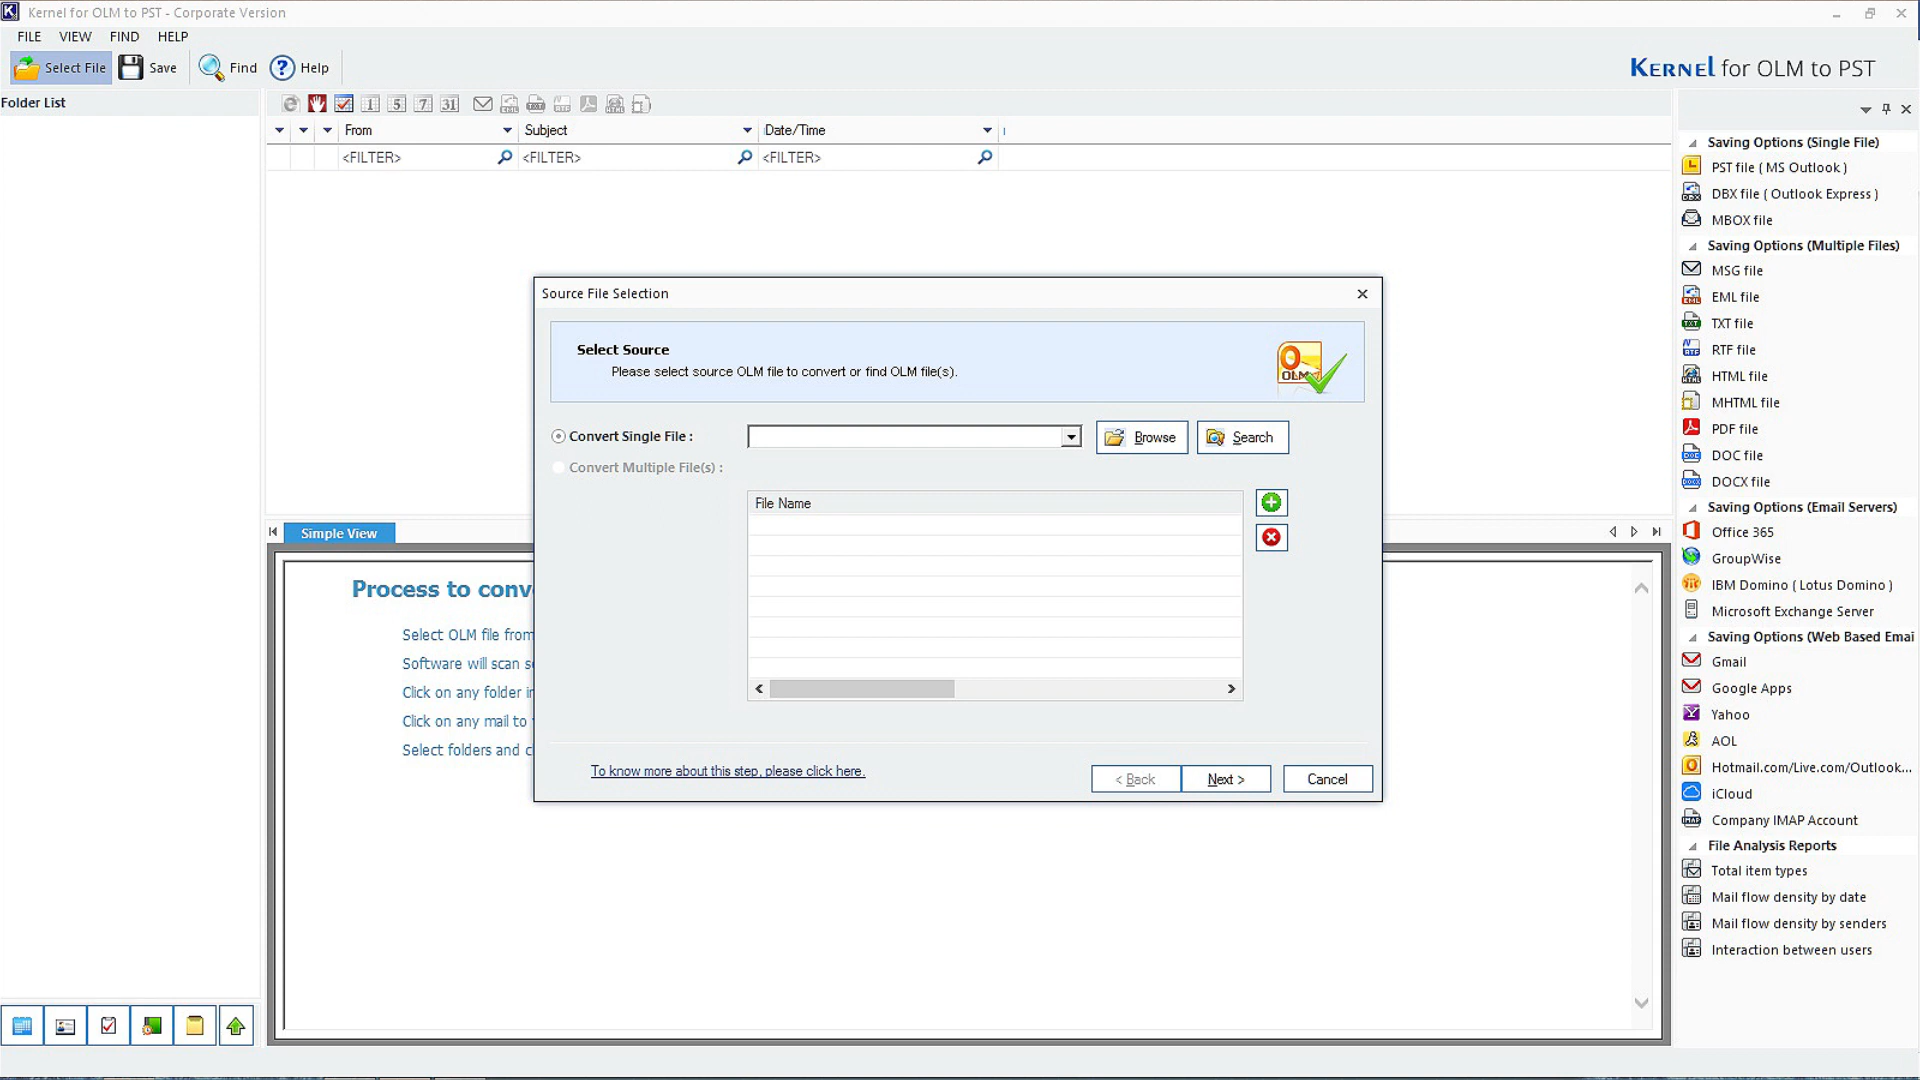 Kernel for OLM to PST - Corporate Version
FILE VIEW FIND HELP
Select File Save Find Help
KERNEL for OLM to PST
Folder List
1 5 7 31
From Subject Date/Time
<FILTER> <FILTER> <FILTER>
Source File Selection
Select Source
Please select source OLM file to convert or find OLM file(s).
OLM
Convert Single File :
Browse Search
Convert Multiple File(s) :
File Name
To know more about this step, please click here.
< Back Next > Cancel
Simple View
Process to conv
Select OLM file from
Software will scan s
Click on any folder in
Click on any mail to
Select folders and c
Saving Options (Single File)
PST file ( MS Outlook )
DBX file ( Outlook Express )
MBOX file
Saving Options (Multiple Files)
MSG file
EML file
TXT file
RTF file
HTML file
MHTML file
PDF file
DOC file
DOCX file
Saving Options (Email Servers)
Office 365
GroupWise
IBM Domino ( Lotus Domino )
Microsoft Exchange Server
Saving Options (Web Based Emai
Gmail
Google Apps
Yahoo
AOL
Hotmail.com/Live.com/Outlook...
iCloud
Company IMAP Account
File Analysis Reports
Total item types
Mail flow density by date
Mail flow density by senders
Interaction between users